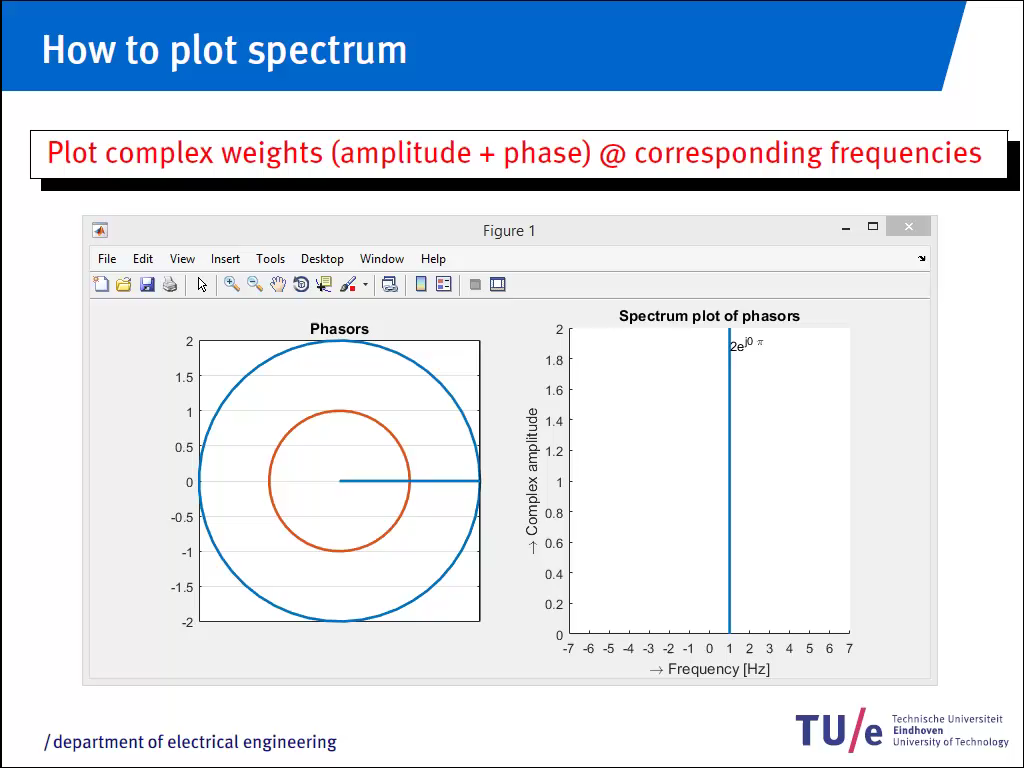 How to plot spectrum
Plot complex weights (amplitude + phase) @ corresponding frequencies
Figure 1
File Edit View Insert Tools Desktop Window Help
Phasors
2
1.5
1
0.5
0
-0.5
-1
-1.5
-2
Spectrum plot of phasors
2e^j0 π
→ Complex amplitude
2
1.8
1.6
1.4
1.2
1
0.8
0.6
0.4
0.2
0
-7 -6 -5 -4 -3 -2 -1 0 1 2 3 4 5 6 7
→ Frequency [Hz]
/ department of electrical engineering
TU/e
Technische Universiteit
Eindhoven
University of Technology